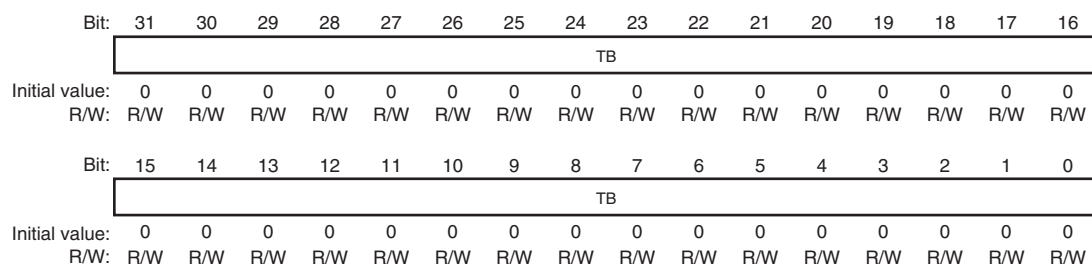 Bit: 31 30 29 28 27 26 25 24 23 22 21 20 19 18 17 16
TB
Initial value: 0 0 0 0 0 0 0 0 0 0 0 0 0 0 0 0
R/W: R/W R/W R/W R/W R/W R/W R/W R/W R/W R/W R/W R/W R/W R/W R/W R/W
Bit: 15 14 13 12 11 10 9 8 7 6 5 4 3 2 1 0
TB
Initial value: 0 0 0 0 0 0 0 0 0 0 0 0 0 0 0 0
R/W: R/W R/W R/W R/W R/W R/W R/W R/W R/W R/W R/W R/W R/W R/W R/W R/W